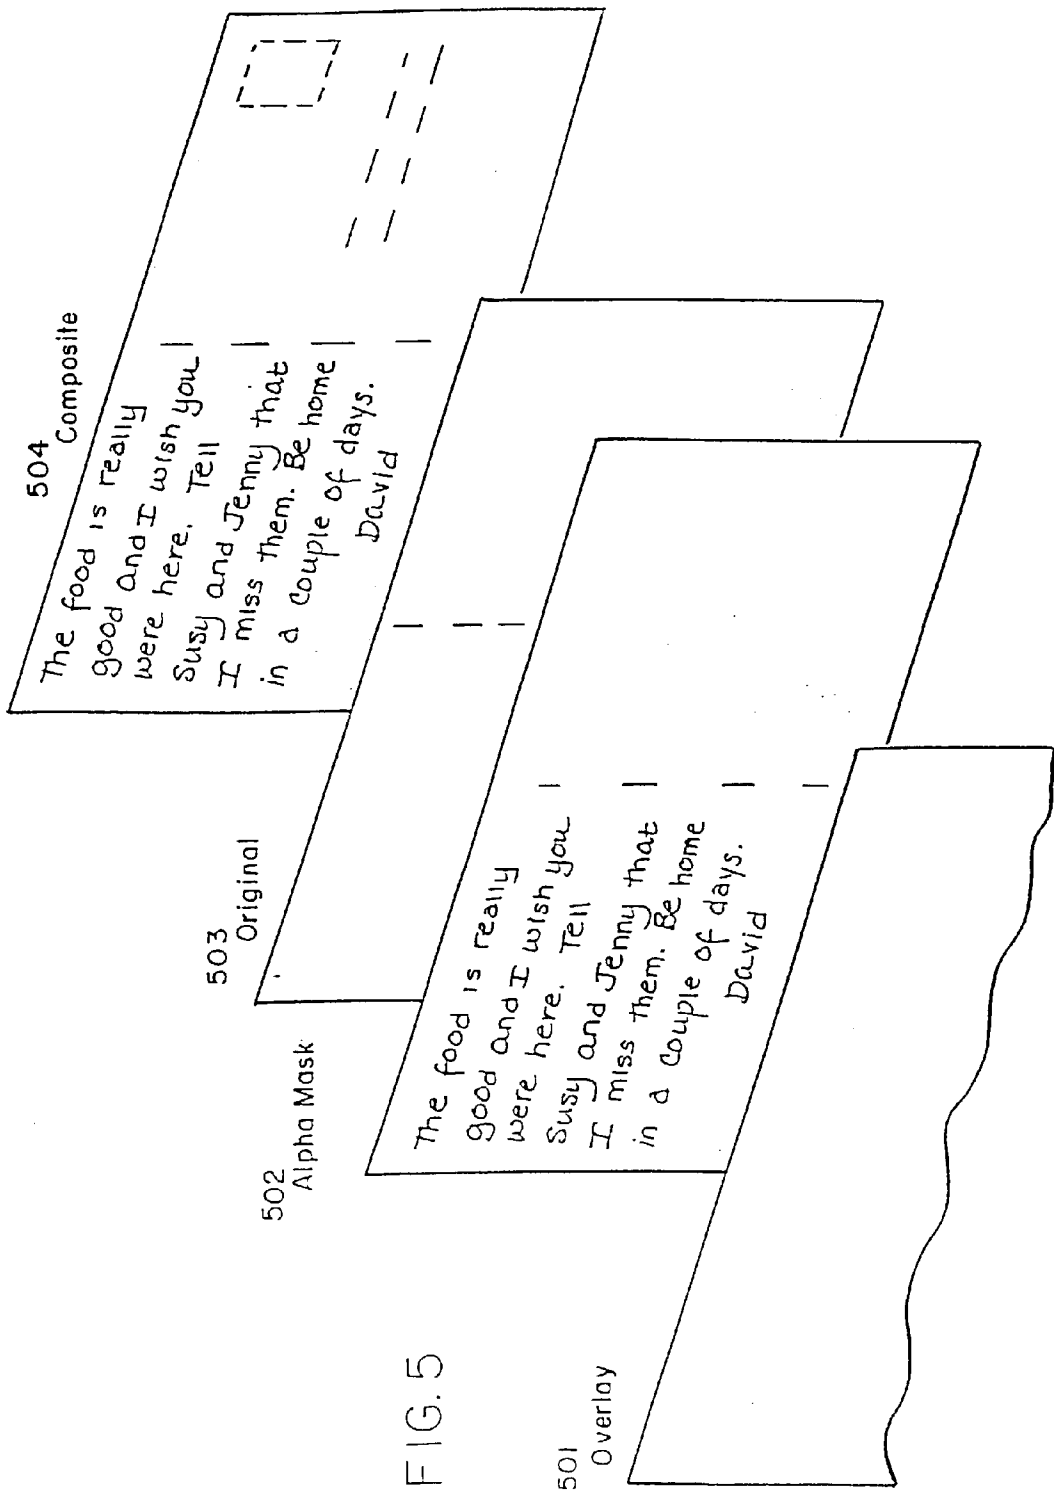 504
Composite
The food is really
good and I wish you
were here. Tell
Susy and Jenny that
I miss them. Be home
in a couple of days.
David
503
Original
502
Alpha Mask
The food is really
good and I wish you
were here. Tell
Susy and Jenny that
I miss them. Be home
in a couple of days.
David
501
Overlay
FIG. 5